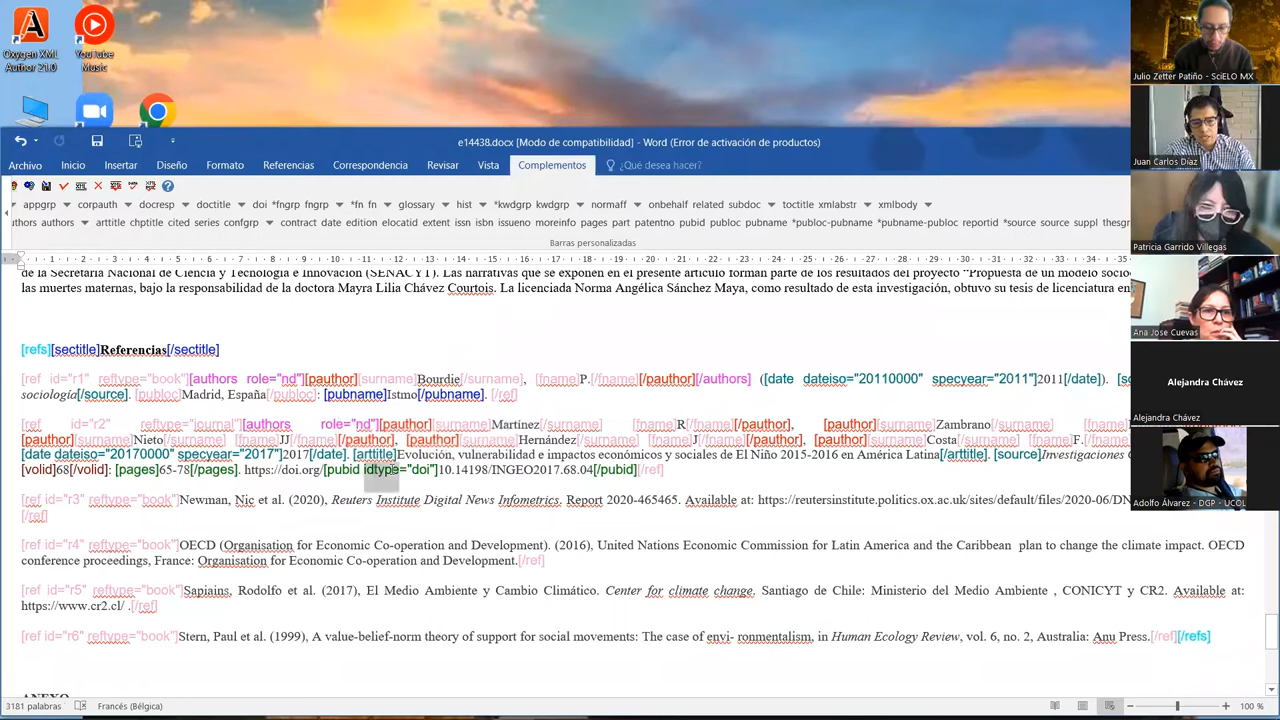 Oxygen XML
Author 21.0
YouTube
Music
e14438.docx [Modo de compatibilidad] - Word (Error de activación de productos)
Archivo Inicio Insertar Diseño Formato Referencias Correspondencia Revisar Vista Complementos ¿Qué desea hacer?
appgrp corpauth docresp doctitle doi *fngrp fngrp *fn fn glossary hist *kwdgrp kwdgrp normaff onbehalf related subdoc toctitle xmlabstr xmlbody
uthors authors arttitle chptitle cited series confgrp contract date edition elocatid extent issn isbn issueno moreinfo pages part patentno pubid publoc pubname *publoc-pubname *pubname-publoc reportid *source source suppl thesgr
Barras personalizadas
de la Secretaría Nacional de Ciencia y Tecnología e Innovación (SENACYT). Las narrativas que se exponen en el presente artículo forman parte de los resultados del proyecto "Propuesta de un modelo socio
las muertes maternas, bajo la responsabilidad de la doctora Mayra Lilia Chávez Courtois. La licenciada Norma Angélica Sánchez Maya, como resultado de esta investigación, obtuvo su tesis de licenciatura en
[refs][sectitle]Referencias[/sectitle]
[ref id="r1" reftype="book"][authors role="nd"][pauthor][surname]Bourdie[/surname], [fname]P.[/fname][/pauthor][/authors] ([date dateiso="20110000" specyear="2011"]2011[/date]). [so
sociología[/source]. [publoc]Madrid, España[/publoc]: [pubname]Istmo[/pubname]. [/ref]
[ref id="r2" reftype="journal"][authors role="nd"][pauthor][surname]Martínez[/surname] [fname]R[/fname][/pauthor], [pauthor][surname]Zambrano[/surname]
[pauthor][surname]Nieto[/surname] [fname]JJ[/fname][/pauthor], [pauthor][surname]Hernández[/surname] [fname]J[/fname][/pauthor], [pauthor][surname]Costa[/surname] [fname]F.[/fname]
[date dateiso="20170000" specyear="2017"]2017[/date]. [arttitle]Evolución, vulnerabilidad e impactos económicos y sociales de El Niño 2015-2016 en América Latina[/arttitle]. [source]Investigaciones
[volid]68[/volid]: [pages]65-78[/pages]. https://doi.org/[pubid idtype="doi"]10.14198/INGEO2017.68.04[/pubid][/ref]
[ref id="r3" reftype="book"]Newman, Nic et al. (2020), Reuters Institute Digital News Infometrics. Report 2020-465465. Available at: https://reutersinstitute.politics.ox.ac.uk/sites/default/files/2020-06/DN
[/ref]
[ref id="r4" reftype="book"]OECD (Organisation for Economic Co-operation and Development). (2016), United Nations Economic Commission for Latin America and the Caribbean plan to change the climate impact. OECD
conference proceedings, France: Organisation for Economic Co-operation and Development.[/ref]
[ref id="r5" reftype="book"]Sapiains, Rodolfo et al. (2017), El Medio Ambiente y Cambio Climático. Center for climate change. Santiago de Chile: Ministerio del Medio Ambiente , CONICYT y CR2. Available at:
https://www.cr2.cl/ .[/ref]
[ref id="r6" reftype="book"]Stern, Paul et al. (1999), A value-belief-norm theory of support for social movements: The case of envi- ronmentalism, in Human Ecology Review, vol. 6, no. 2, Australia: Anu Press.[/ref][/refs]
ANEXO
3181 palabras Francés (Bélgica) 100 %
Julio Zetter Patiño - SciELO MX
Juan Carlos Díaz
Patricia Garrido Villegas
Ana Jose Cuevas
Alejandra Chávez
Alejandra Chávez
Adolfo Álvarez - DGP - UCOL